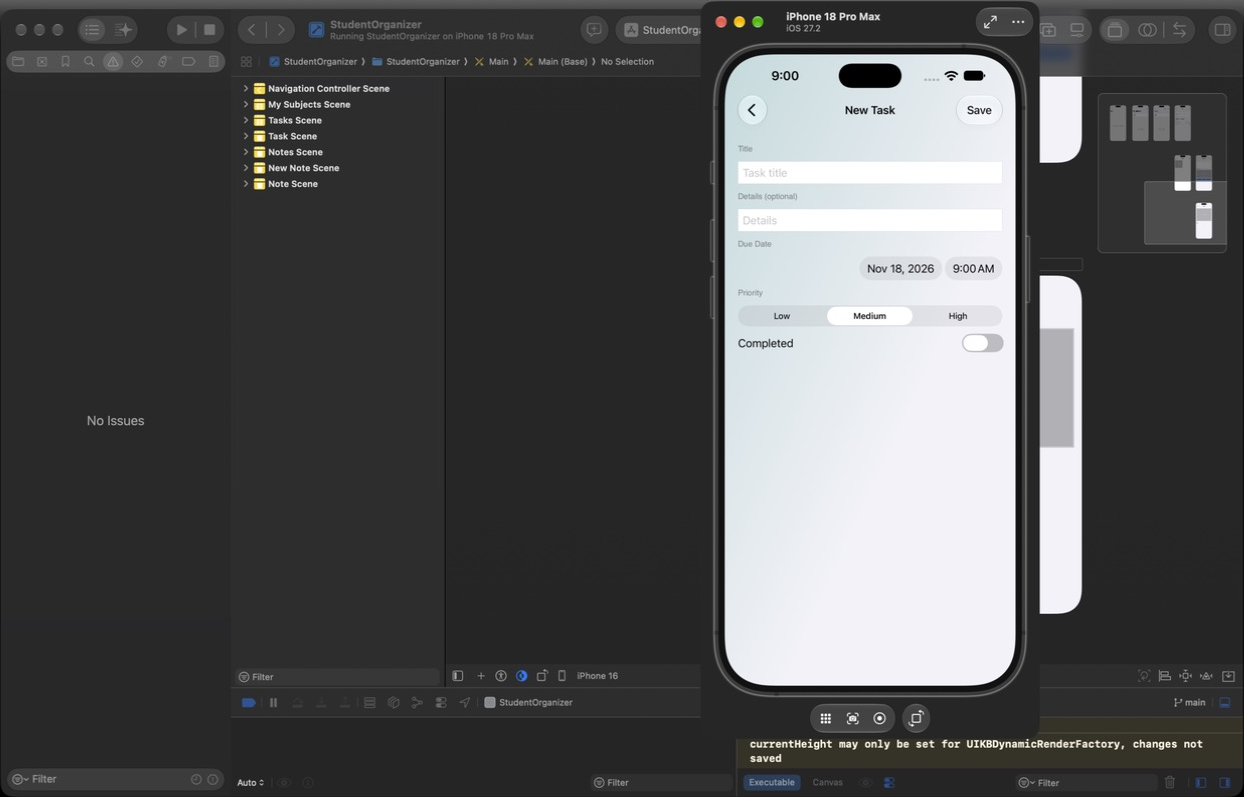 StudentOrganizer
Running StudentOrganizer on iPhone 18 Pro Max
StudentOrga
iPhone 18 Pro Max
iOS 27.2
StudentOrganizer
StudentOrganizer
Main
Main (Base)
No Selection
Navigation Controller Scene
My Subjects Scene
Tasks Scene
Task Scene
Notes Scene
New Note Scene
Note Scene
No Issues
9:00
New Task
Save
Title
Task title
Details (optional)
Details
Due Date
Nov 18, 2026
9:00 AM
Priority
Low
Medium
High
Completed
Filter
iPhone 16
StudentOrganizer
main
currentHeight may only be set for UIKBDynamicRenderFactory, changes not
saved
Filter
Auto
Filter
Executable
Canvas
Filter